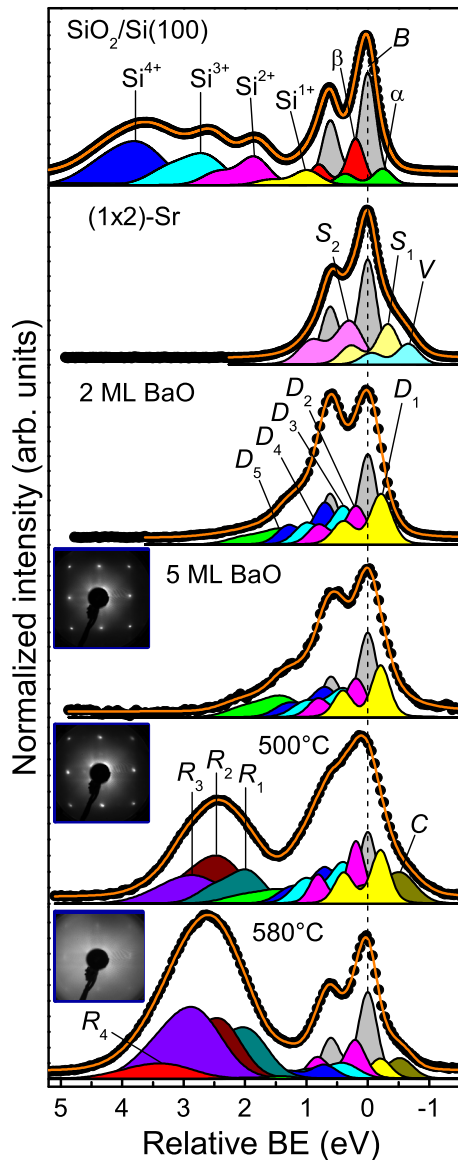 SiO₂/Si(100)
Si⁴⁺
Si³⁺
Si²⁺
Si¹⁺
β
B
α
(1x2)-Sr
S₂
S₁
V
2 ML BaO
D₅
D₄
D₃
D₂
D₁
5 ML BaO
500°C
R₃
R₂
R₁
C
580°C
R₄
5
4
3
2
1
0
-1
Relative BE (eV)
Normalized intensity (arb. units)